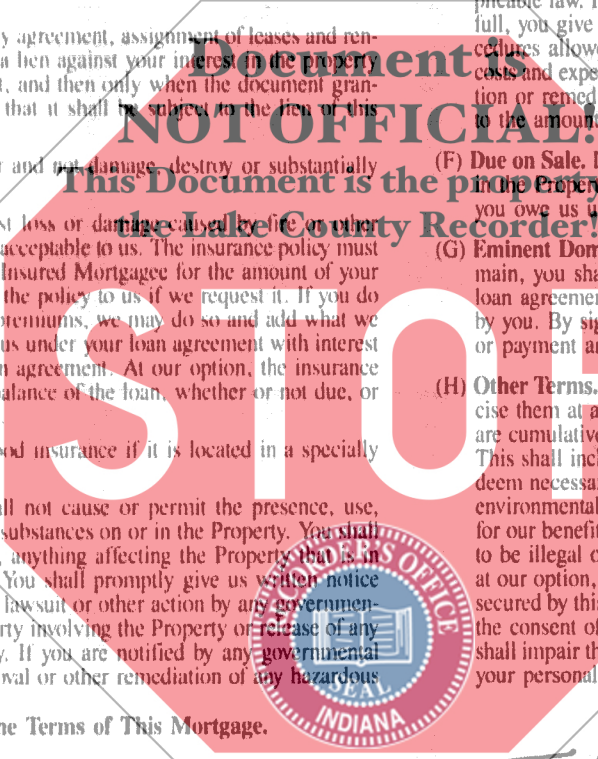 y agreement, assignment of leases and ren-
a lien against your interest in the property
t, and then only when the document gran-
that it shall be subject to the lien of this
r and not damage, destroy or substantially
st loss or damage caused by fire or other
acceptable to us. The insurance policy must
Insured Mortgagee for the amount of your
the policy to us if we request it. If you do
premiums, we may do so and add what we
us under your loan agreement with interest
n agreement. At our option, the insurance
balance of the loan, whether or not due, or
ood insurance if it is located in a specially
all not cause or permit the presence, use,
substances on or in the Property. You shall
, anything affecting the Property that is in
You shall promptly give us written notice
lawsuit or other action by any governmen-
rty involving the Property or release of any
y. If you are notified by any governmental
val or other remediation of any hazardous
he Terms of This Mortgage.
plicable law. I
full, you give
cedures allowe
costs and expe
tion or remed
to the amount
(F) Due on Sale. I
in the Property
you owe us u
(G) Eminent Dom
main, you sha
loan agreemen
by you. By sig
or payment an
(H) Other Terms.
cise them at a
are cumulative
This shall incl
deem necessa
environmental
for our benefit
to be illegal o
at our option,
secured by this
the consent of
shall impair th
your personal
Document is
NOT OFFICIAL!
This Document is the property
the Lake County Recorder!
STOP
RECORDER'S OFFICE
SEAL
INDIANA